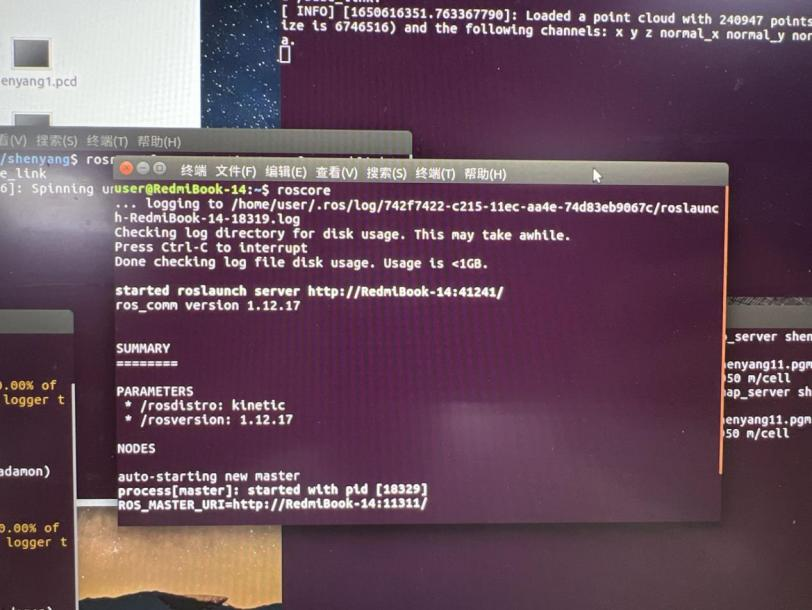 [ INFO] [1650616351.763367790]: Loaded a point cloud with 240947 points
ize is 6746516) and the following channels: x y z normal_x normal_y nor
a.
enyang1.pcd
看(V) 搜索(S) 终端(T) 帮助(H)
/shenyang$ rosr
e_link
6]: Spinning un
终端 文件(F) 编辑(E) 查看(V) 搜索(S) 终端(T) 帮助(H)
user@RedmiBook-14:~$ roscore
... logging to /home/user/.ros/log/742f7422-c215-11ec-aa4e-74d83eb9067c/roslaunc
h-RedmiBook-14-18319.log
Checking log directory for disk usage. This may take awhile.
Press Ctrl-C to interrupt
Done checking log file disk usage. Usage is <1GB.
started roslaunch server http://RedmiBook-14:41241/
ros_comm version 1.12.17
SUMMARY
========
PARAMETERS
* /rosdistro: kinetic
* /rosversion: 1.12.17
NODES
auto-starting new master
process[master]: started with pid [18329]
ROS_MASTER_URI=http://RedmiBook-14:11311/
0.00% of
logger t
adamon)
0.00% of
logger t
p_server shen
enyang11.pgm
050 m/cell
ap_server sh
enyang11.pgm
050 m/cell